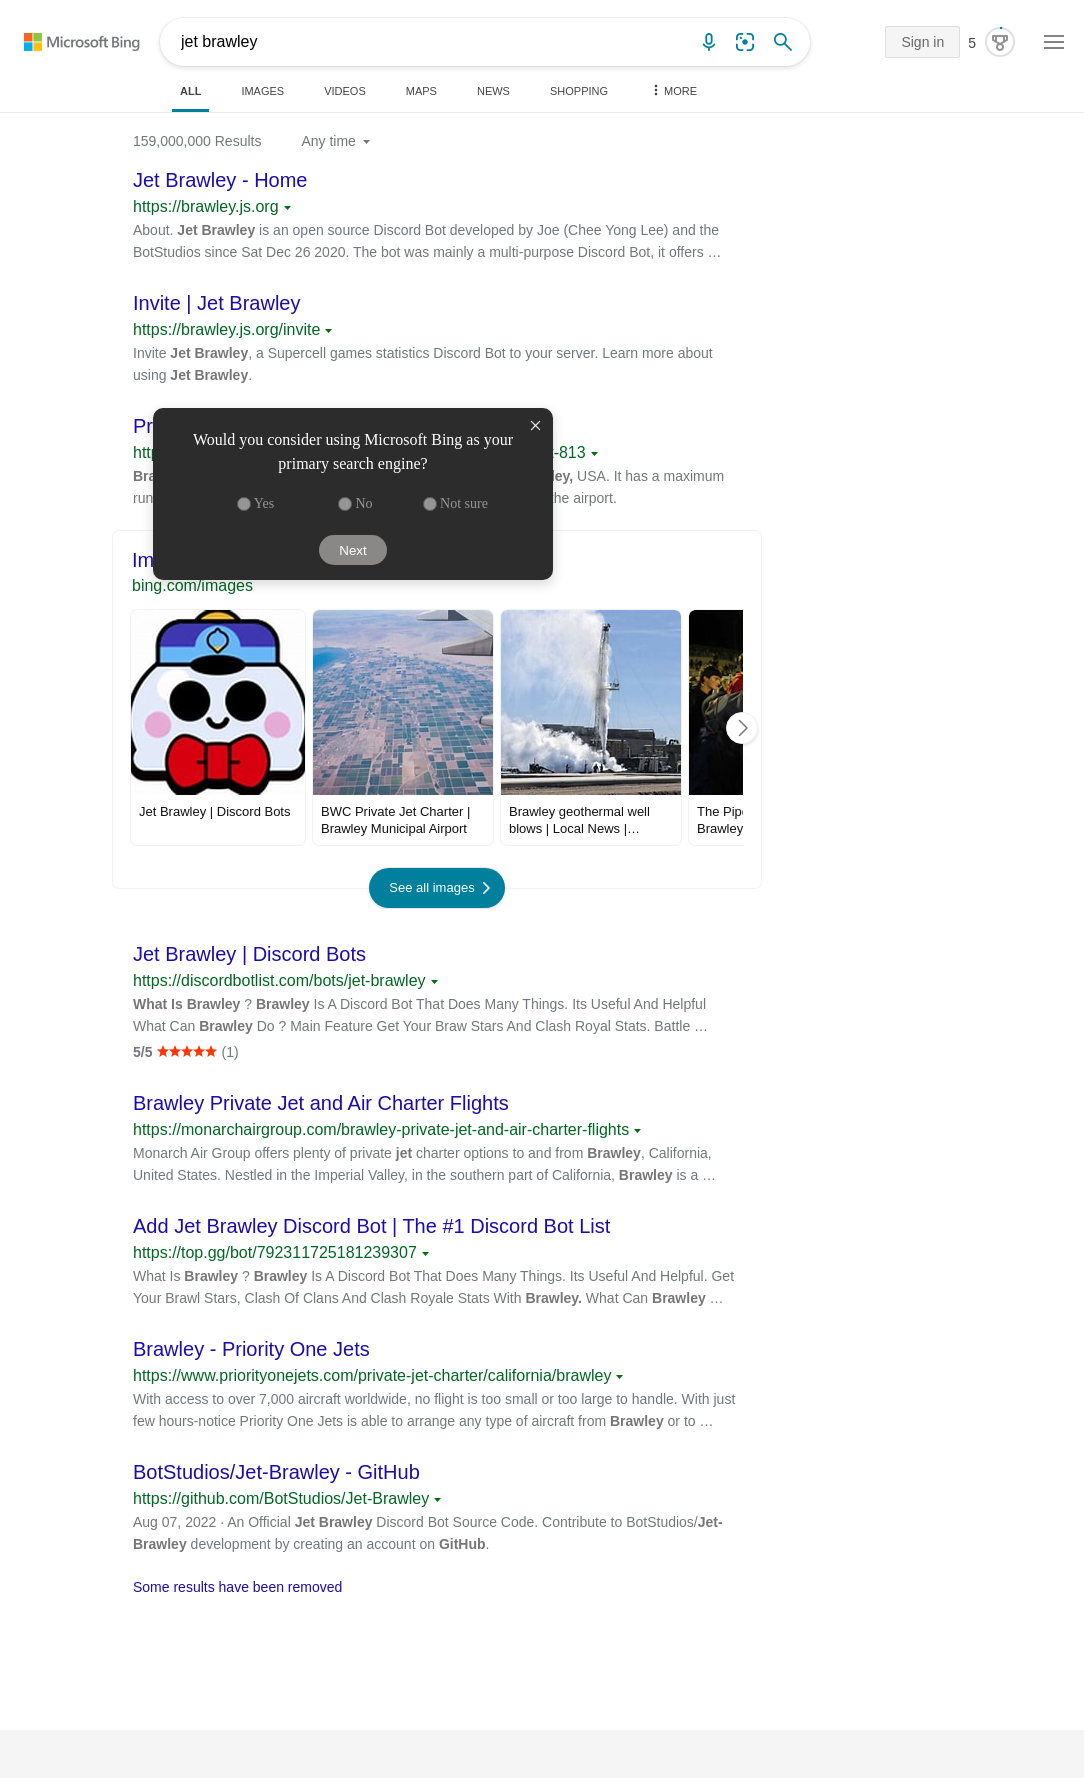 Microsoft Bing
jet brawley
Sign in
5
ALL
IMAGES
VIDEOS
MAPS
NEWS
SHOPPING
MORE
159,000,000 Results
Any time
Jet Brawley - Home
https://brawley.js.org
About. Jet Brawley is an open source Discord Bot developed by Joe (Chee Yong Lee) and the
BotStudios since Sat Dec 26 2020. The bot was mainly a multi-purpose Discord Bot, it offers …
Invite | Jet Brawley
https://brawley.js.org/invite
Invite Jet Brawley, a Supercell games statistics Discord Bot to your server. Learn more about
using Jet Brawley.
Would you consider using Microsoft Bing as your
primary search engine?
Yes
No
Not sure
Next
-813
USA. It has a maximum
the airport.
bing.com/images
Jet Brawley | Discord Bots
BWC Private Jet Charter |
Brawley Municipal Airport
Brawley geothermal well
blows | Local News |…
The Pipe
Brawley
See all images
Jet Brawley | Discord Bots
https://discordbotlist.com/bots/jet-brawley
What Is Brawley ? Brawley Is A Discord Bot That Does Many Things. Its Useful And Helpful
What Can Brawley Do ? Main Feature Get Your Braw Stars And Clash Royal Stats. Battle …
5/5 (1)
Brawley Private Jet and Air Charter Flights
https://monarchairgroup.com/brawley-private-jet-and-air-charter-flights
Monarch Air Group offers plenty of private jet charter options to and from Brawley, California,
United States. Nestled in the Imperial Valley, in the southern part of California, Brawley is a …
Add Jet Brawley Discord Bot | The #1 Discord Bot List
https://top.gg/bot/792311725181239307
What Is Brawley ? Brawley Is A Discord Bot That Does Many Things. Its Useful And Helpful. Get
Your Brawl Stars, Clash Of Clans And Clash Royale Stats With Brawley. What Can Brawley …
Brawley - Priority One Jets
https://www.priorityonejets.com/private-jet-charter/california/brawley
With access to over 7,000 aircraft worldwide, no flight is too small or too large to handle. With just
few hours-notice Priority One Jets is able to arrange any type of aircraft from Brawley or to …
BotStudios/Jet-Brawley - GitHub
https://github.com/BotStudios/Jet-Brawley
Aug 07, 2022 · An Official Jet Brawley Discord Bot Source Code. Contribute to BotStudios/Jet-
Brawley development by creating an account on GitHub.
Some results have been removed